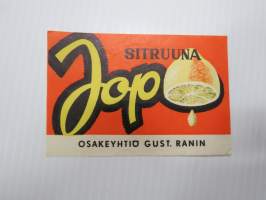 SITRUUNA
Jopo
OSAKEYHTIÖ GUST. RANIN